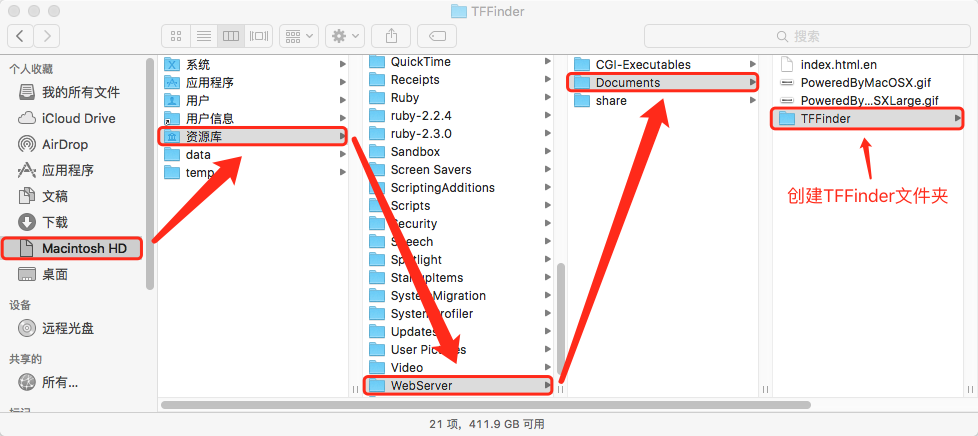 TFFinder
搜索
个人收藏
我的所有文件
iCloud Drive
AirDrop
应用程序
文稿
下载
Macintosh HD
桌面
设备
远程光盘
共享的
所有...
系统
应用程序
用户
用户信息
资源库
data
temp
QuickTime
Receipts
Ruby
ruby-2.2.4
ruby-2.3.0
Sandbox
Screen Savers
ScriptingAdditions
Scripts
Security
Speech
Spotlight
StartupItems
SystemMigration
SystemProfiler
Updates
User Pictures
Video
WebServer
CGI-Executables
Documents
share
index.html.en
PoweredByMacOSX.gif
PoweredBy...SXLarge.gif
TFFinder
创建TFFinder文件夹
21 项，411.9 GB 可用